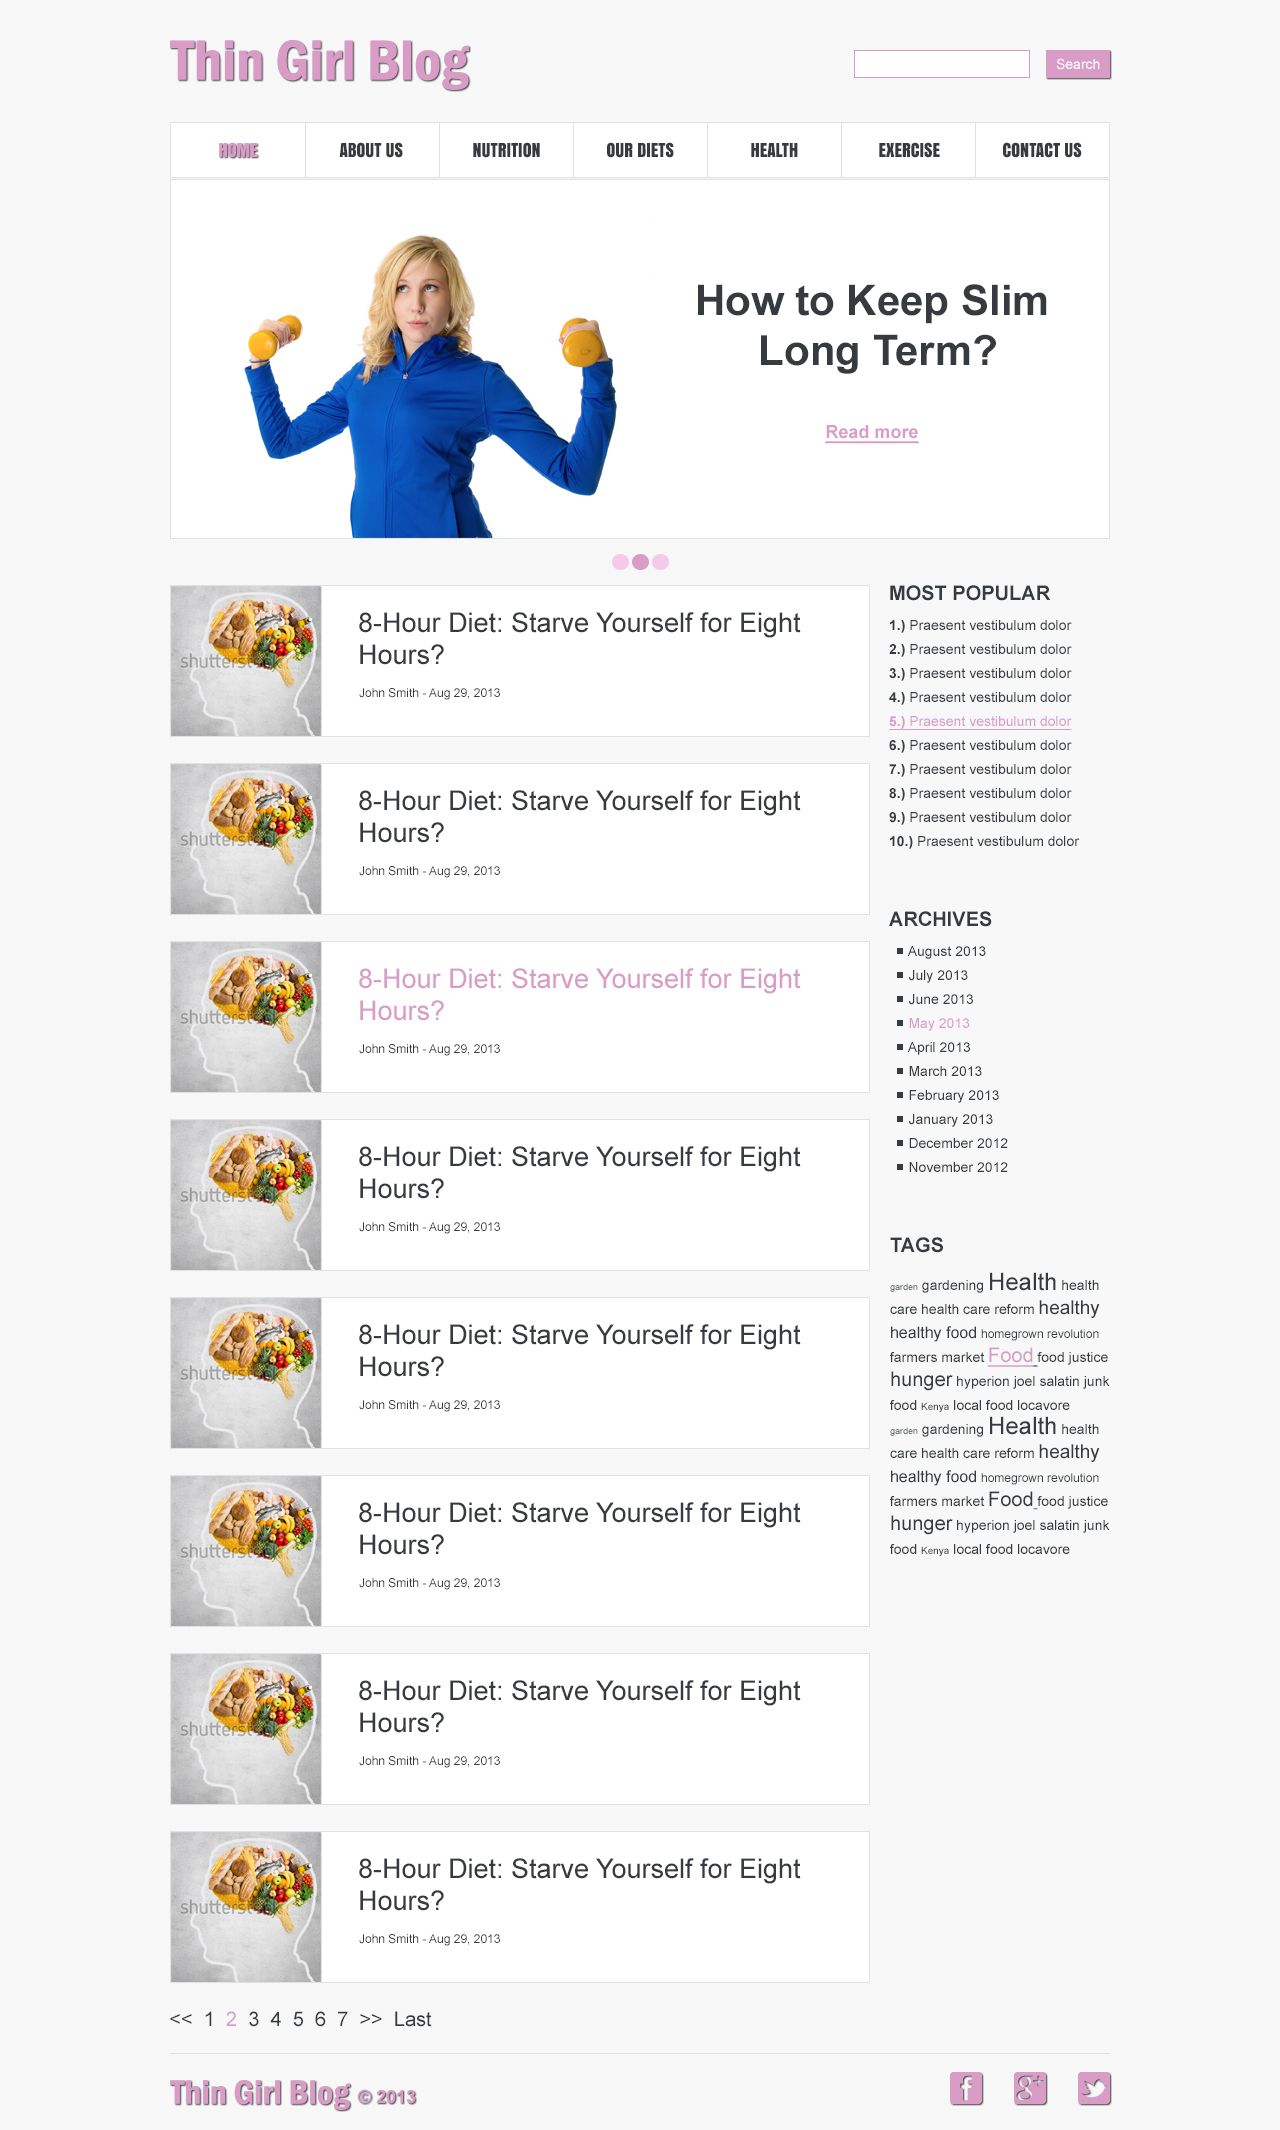 Thin Girl Blog
Search
HOME
ABOUT US
NUTRITION
OUR DIETS
HEALTH
EXERCISE
CONTACT US
How to Keep Slim
Long Term?
Read more
shutterstock
8-Hour Diet: Starve Yourself for Eight
Hours?
John Smith - Aug 29, 2013
shutterstock
8-Hour Diet: Starve Yourself for Eight
Hours?
John Smith - Aug 29, 2013
shutterstock
8-Hour Diet: Starve Yourself for Eight
Hours?
John Smith - Aug 29, 2013
shutterstock
8-Hour Diet: Starve Yourself for Eight
Hours?
John Smith - Aug 29, 2013
shutterstock
8-Hour Diet: Starve Yourself for Eight
Hours?
John Smith - Aug 29, 2013
shutterstock
8-Hour Diet: Starve Yourself for Eight
Hours?
John Smith - Aug 29, 2013
shutterstock
8-Hour Diet: Starve Yourself for Eight
Hours?
John Smith - Aug 29, 2013
shutterstock
8-Hour Diet: Starve Yourself for Eight
Hours?
John Smith - Aug 29, 2013
MOST POPULAR
1.) Praesent vestibulum dolor
2.) Praesent vestibulum dolor
3.) Praesent vestibulum dolor
4.) Praesent vestibulum dolor
5.) Praesent vestibulum dolor
6.) Praesent vestibulum dolor
7.) Praesent vestibulum dolor
8.) Praesent vestibulum dolor
9.) Praesent vestibulum dolor
10.) Praesent vestibulum dolor
ARCHIVES
August 2013
July 2013
June 2013
May 2013
April 2013
March 2013
February 2013
January 2013
December 2012
November 2012
TAGS
garden gardening Health health
care health care reform healthy
healthy food homegrown revolution
farmers market Food food justice
hunger hyperion joel salatin junk
food Kenya local food locavore
garden gardening Health health
care health care reform healthy
healthy food homegrown revolution
farmers market Food food justice
hunger hyperion joel salatin junk
food Kenya local food locavore
<< 1 2 3 4 5 6 7 >> Last
Thin Girl Blog © 2013